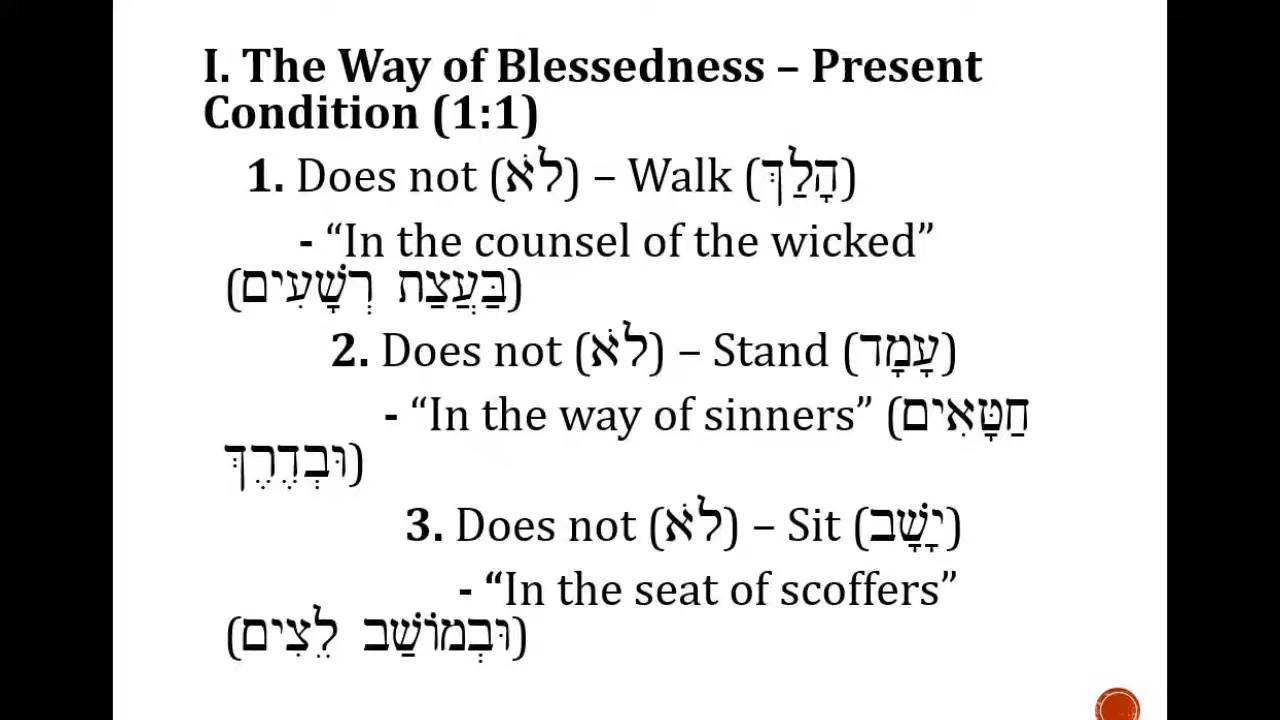 I. The Way of Blessedness – Present
Condition (1:1)
1. Does not (לֹא) – Walk (הָלַךְ)
- “In the counsel of the wicked”
(בַּעֲצַת רְשָׁעִים)
2. Does not (לֹא) – Stand (עָמָד)
- “In the way of sinners” (חַטָּאִים
וּבְדֶרֶךְ)
3. Does not (לֹא) – Sit (יָשָׁב)
- “In the seat of scoffers”
(וּבְמוֹשַׁב לֵצִים)